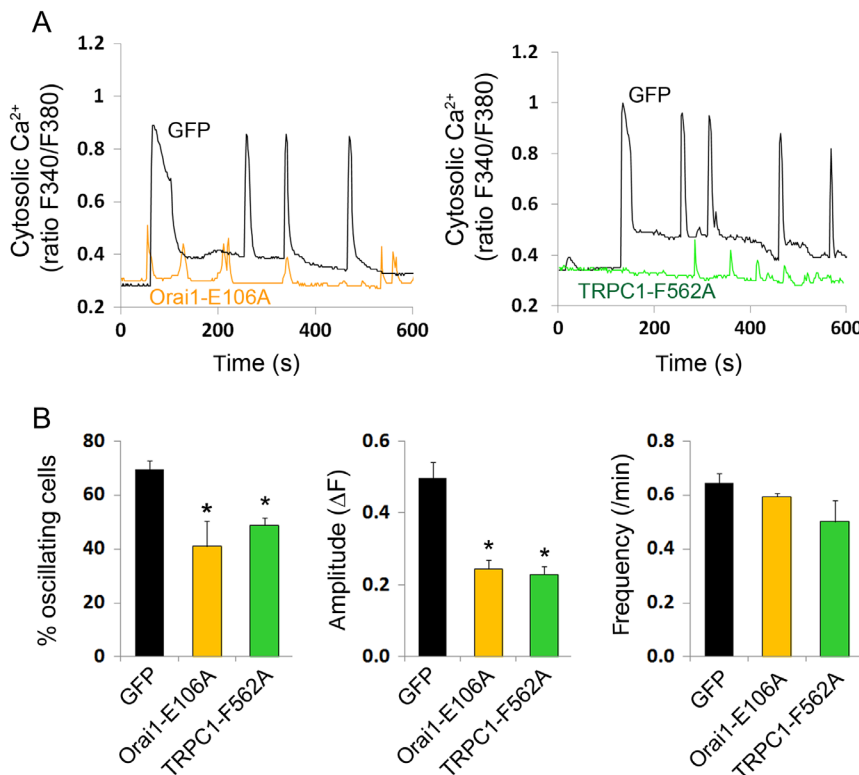 A
Cytosolic Ca²⁺
(ratio F340/F380)
1.2
1
0.8
0.6
0.4
0.2
GFP
Orai1-E106A
0
200
400
600
Time (s)
Cytosolic Ca²⁺
(ratio F340/F380)
1.2
1
0.8
0.6
0.4
0.2
GFP
TRPC1-F562A
0
200
400
600
Time (s)
B
% oscillating cells
80
60
40
20
0
*
*
GFP
Orai1-E106A
TRPC1-F562A
Amplitude (ΔF)
0.6
0.4
0.2
0.0
*
*
GFP
Orai1-E106A
TRPC1-F562A
Frequency (/min)
0.8
0.6
0.4
0.2
0.0
GFP
Orai1-E106A
TRPC1-F562A